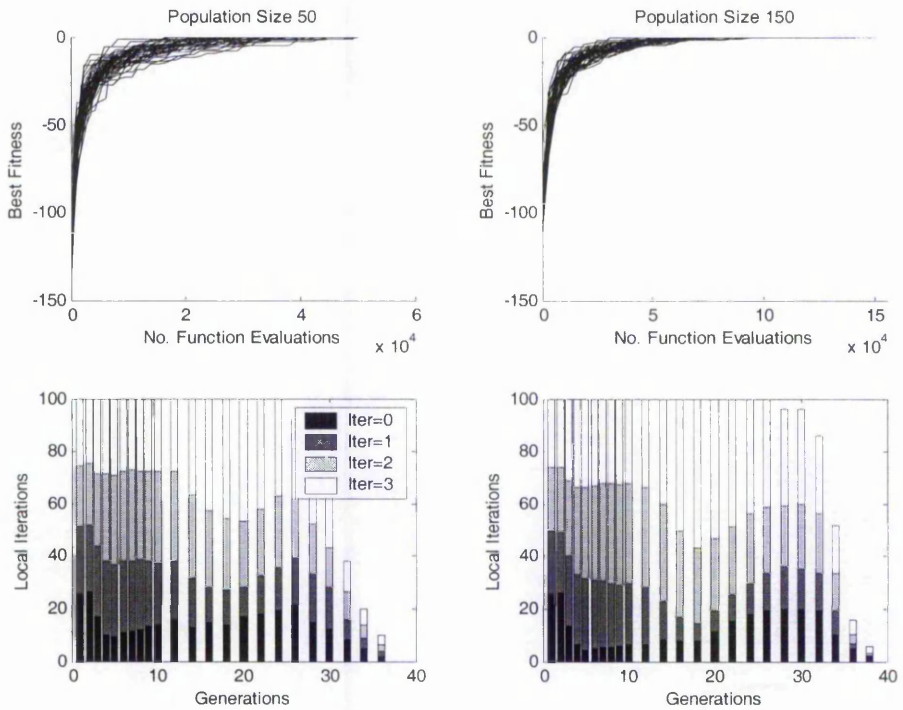 Population Size 50
0
-50
-100
-150
Best Fitness
0
2
4
6
No. Function Evaluations
x 10^4
Population Size 150
0
-50
-100
-150
Best Fitness
0
5
10
15
No. Function Evaluations
x 10^4
100
80
60
40
20
0
Local Iterations
Iter=0
Iter=1
Iter=2
Iter=3
0
10
20
30
40
Generations
100
80
60
40
20
0
Local Iterations
0
10
20
30
40
Generations